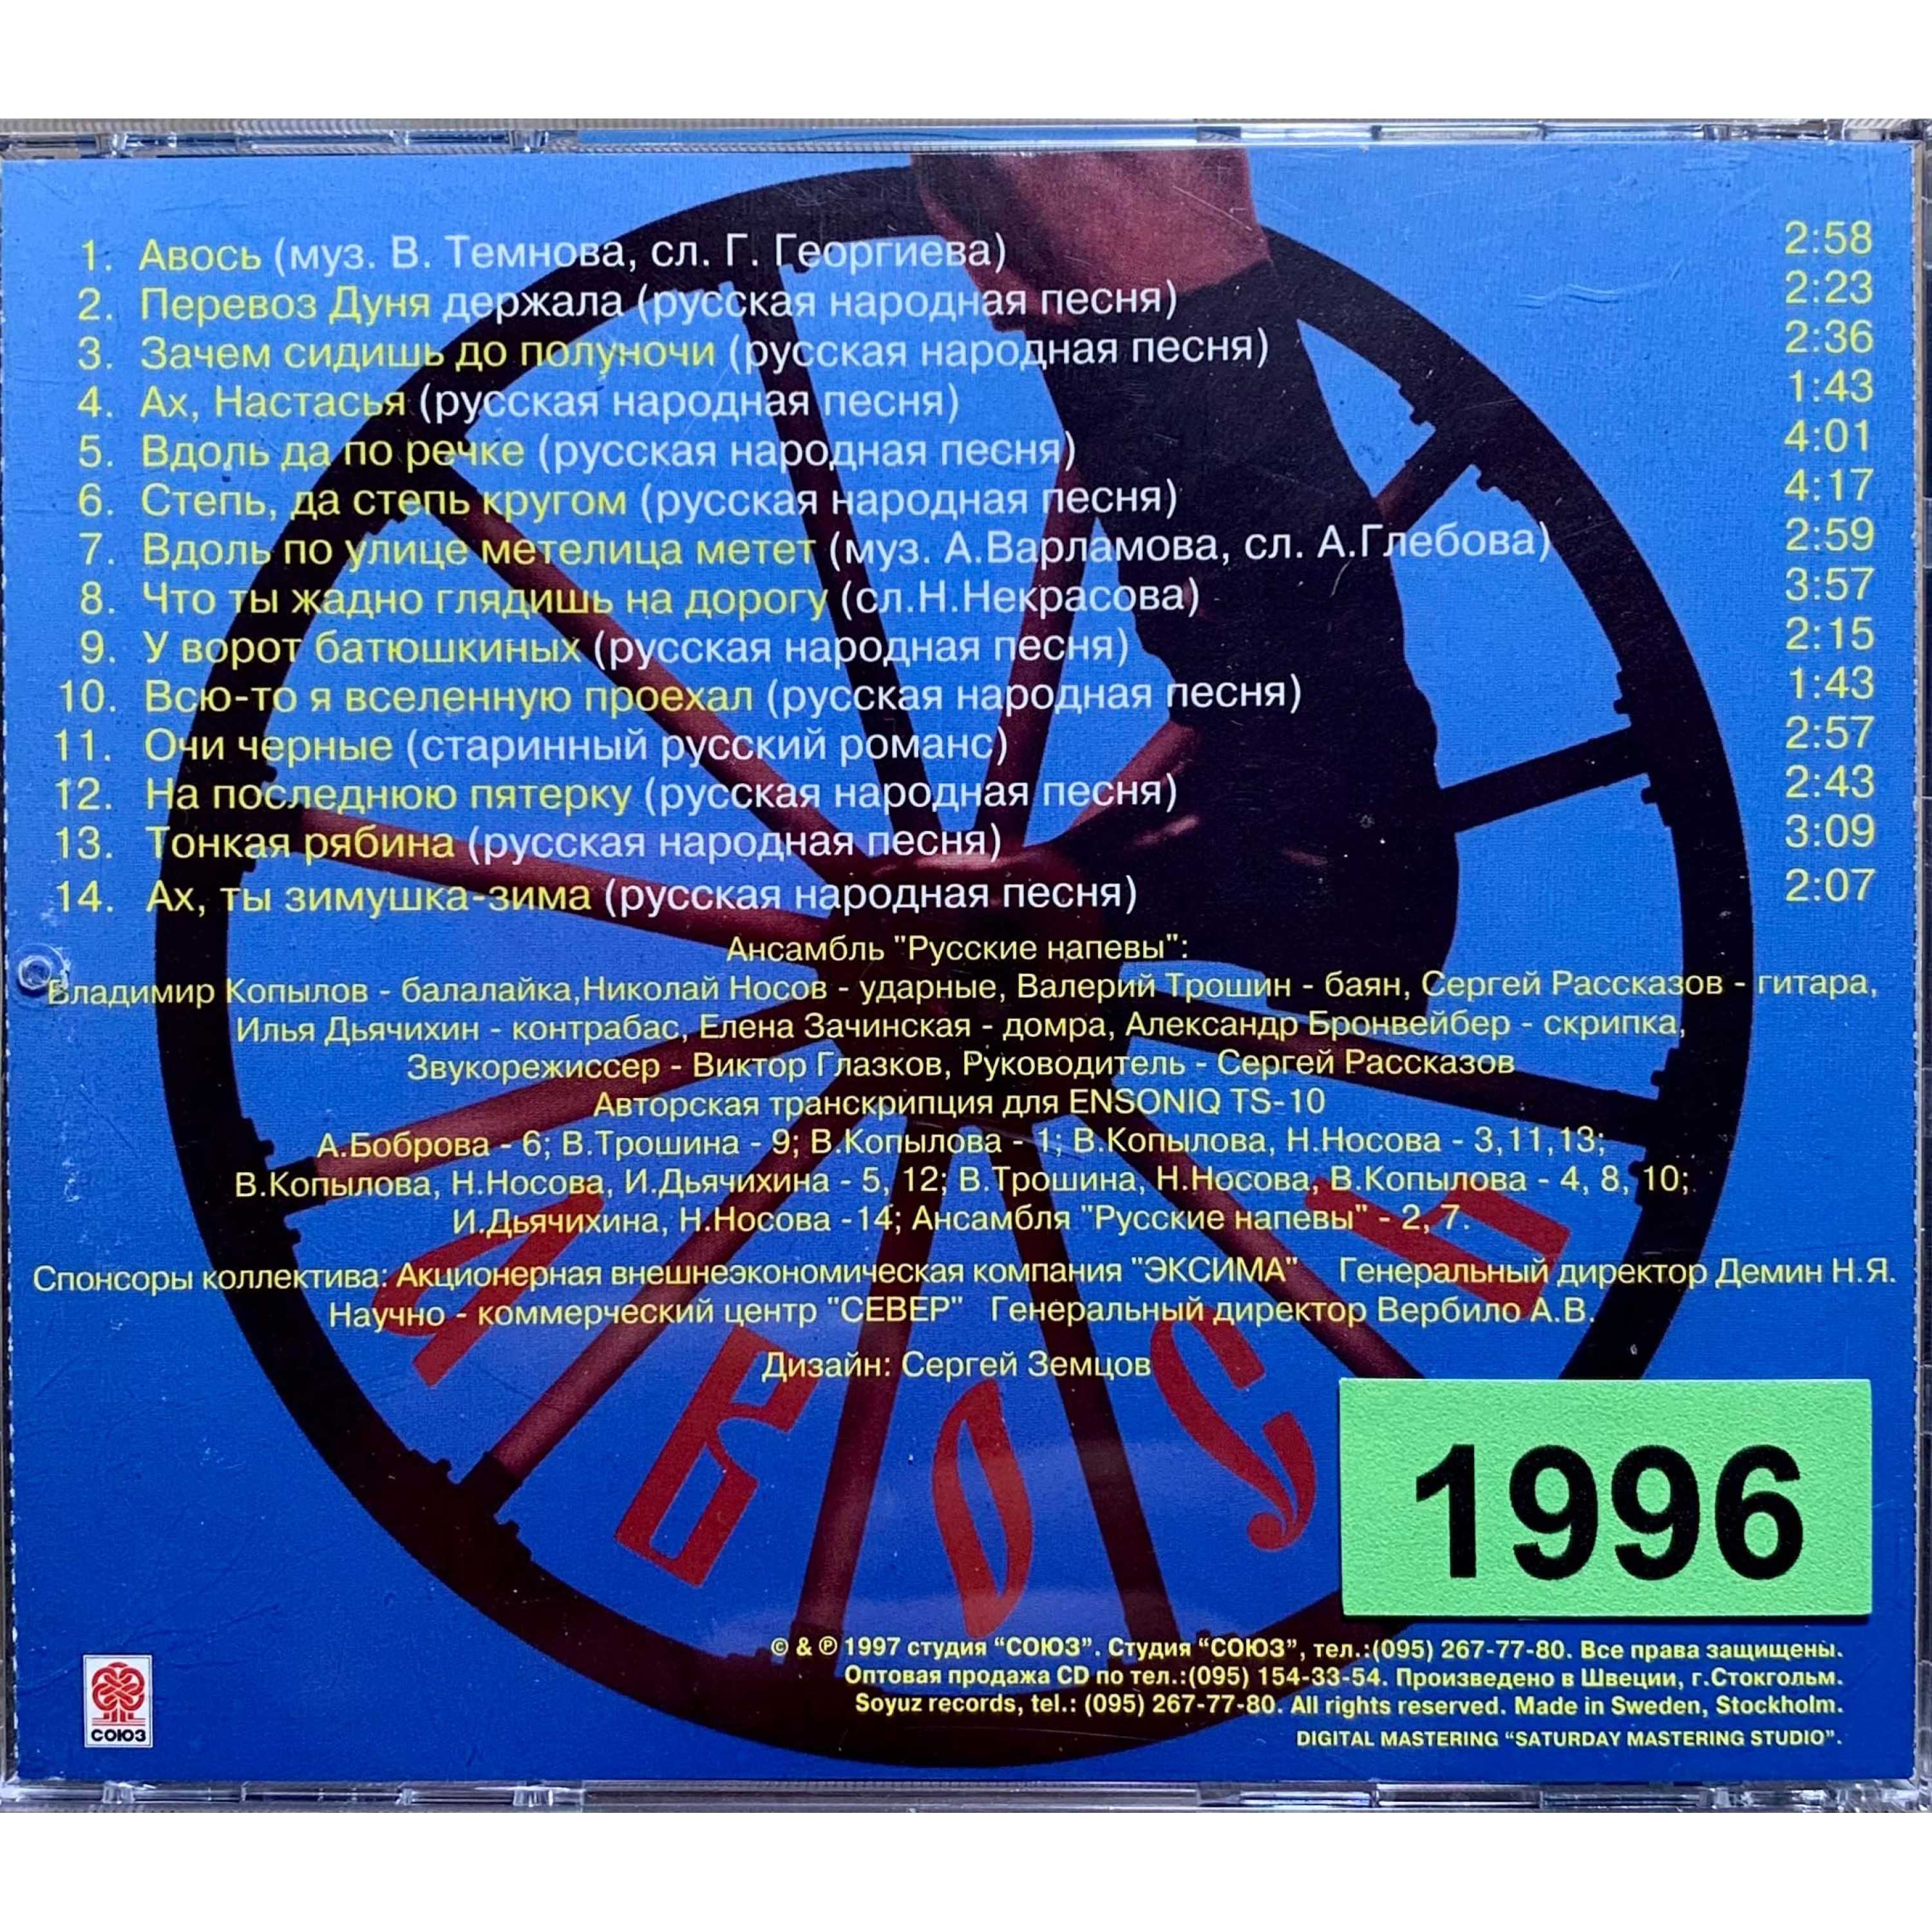 1. Авось (муз. В. Темнова, сл. Г. Георгиева) 2:58
2. Перевоз Дуня держала (русская народная песня) 2:23
3. Зачем сидишь до полуночи (русская народная песня) 2:36
4. Ах, Настасья (русская народная песня) 1:43
5. Вдоль да по речке (русская народная песня) 4:01
6. Степь, да степь кругом (русская народная песня) 4:17
7. Вдоль по улице метелица метет (муз. А.Варламова, сл. А.Глебова) 2:59
8. Что ты жадно глядишь на дорогу (сл.Н.Некрасова) 3:57
9. У ворот батюшкиных (русская народная песня) 2:15
10. Всю-то я вселенную проехал (русская народная песня) 1:43
11. Очи черные (старинный русский романс) 2:57
12. На последнюю пятерку (русская народная песня) 2:43
13. Тонкая рябина (русская народная песня) 3:09
14. Ах, ты зимушка-зима (русская народная песня) 2:07
Ансамбль "Русские напевы":
Владимир Копылов - балалайка,Николай Носов - ударные, Валерий Трошин - баян, Сергей Рассказов - гитара,
Илья Дьячихин - контрабас, Елена Зачинская - домра, Александр Бронвейбер - скрипка,
Звукорежиссер - Виктор Глазков, Руководитель - Сергей Рассказов
Авторская транскрипция для ENSONIQ TS-10
А.Боброва - 6; В.Трошина - 9; В.Копылова - 1; В.Копылова, Н.Носова - 3,11,13;
В.Копылова, Н.Носова, И.Дьячихина - 5, 12; В.Трошина, Н.Носова, В.Копылова - 4, 8, 10;
И.Дьячихина, Н.Носова -14; Ансамбля "Русские напевы" - 2, 7.
Спонсоры коллектива: Акционерная внешнеэкономическая компания "ЭКСИМА" Генеральный директор Демин Н.Я.
Научно - коммерческий центр "СЕВЕР" Генеральный директор Вербило А.В.
Дизайн: Сергей Земцов
АВОСЬ
1996
© & ℗ 1997 студия “СОЮЗ”. Студия “СОЮЗ”, тел.:(095) 267-77-80. Все права защищены.
Оптовая продажа CD по тел.:(095) 154-33-54. Произведено в Швеции, г.Стокгольм.
Soyuz records, tel.: (095) 267-77-80. All rights reserved. Made in Sweden, Stockholm.
DIGITAL MASTERING “SATURDAY MASTERING STUDIO”.
СОЮЗ